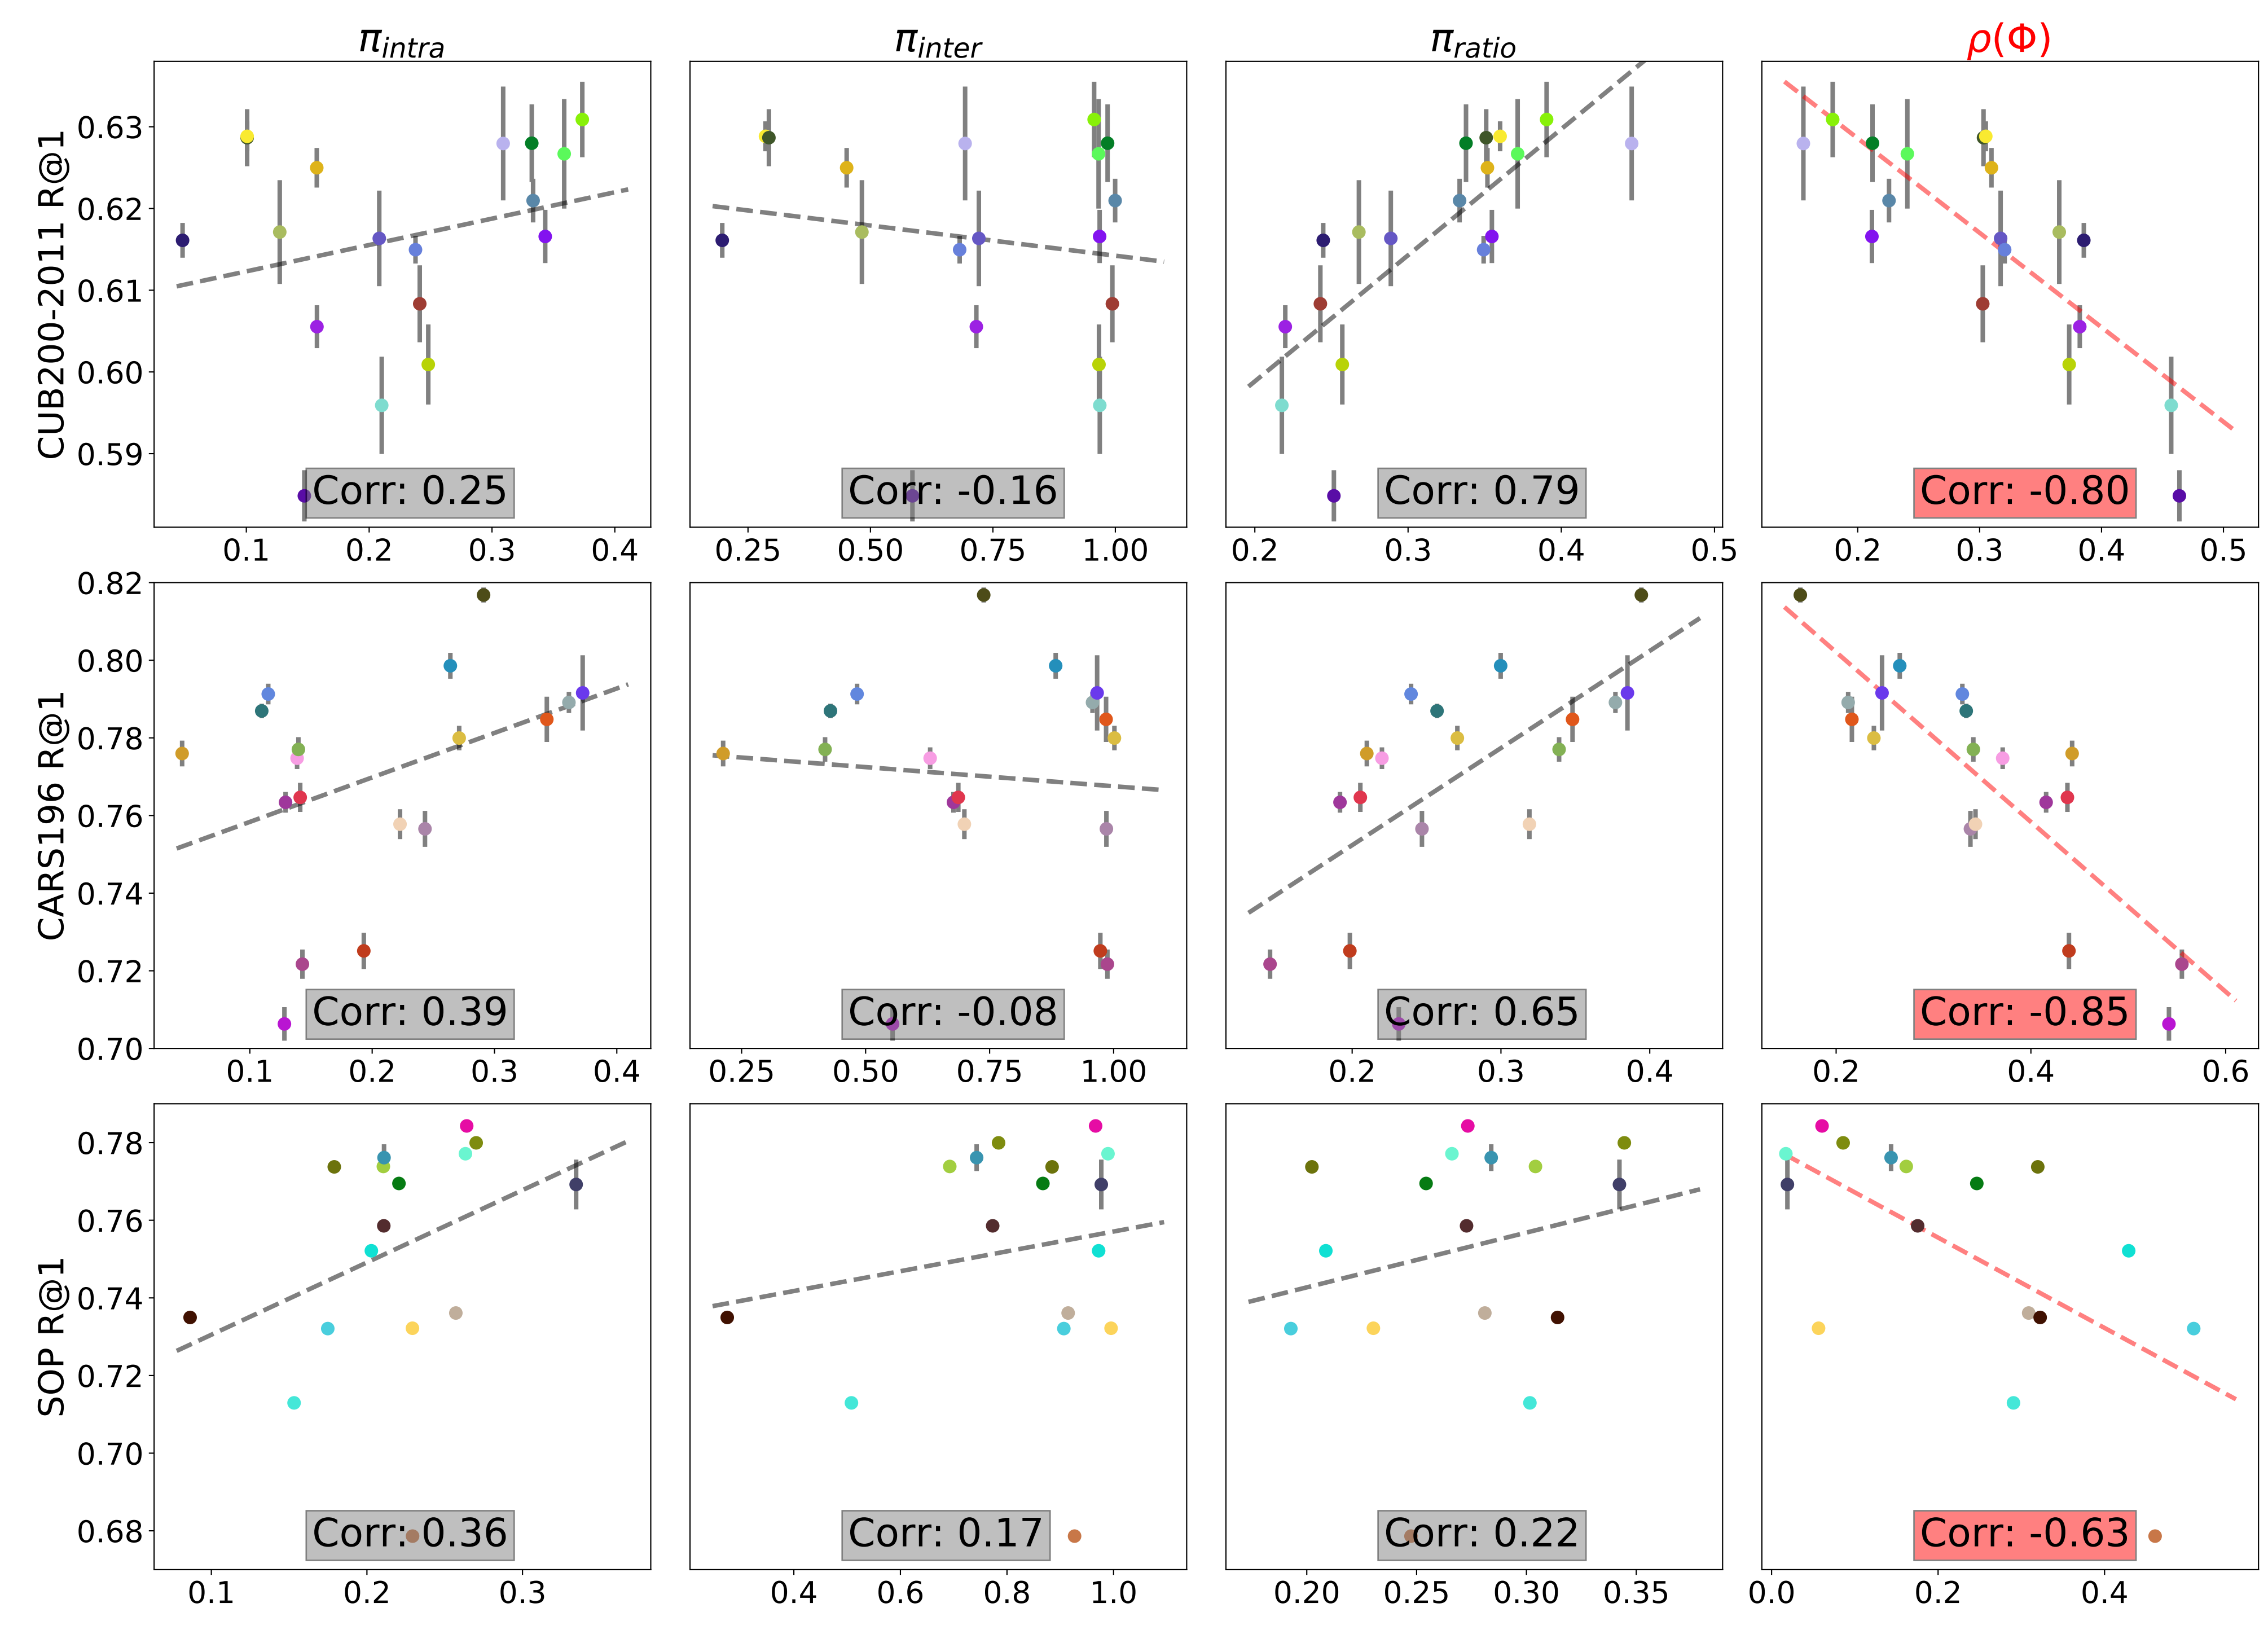 π_intra π_inter π_ratio ρ(Φ)
CUB200-2011 R@1
0.63
0.62
0.61
0.60
0.59
Corr: 0.25 Corr: -0.16 Corr: 0.79 Corr: -0.80
0.1 0.2 0.3 0.4 0.25 0.50 0.75 1.00 0.2 0.3 0.4 0.5 0.2 0.3 0.4 0.5
CARS196 R@1
0.82
0.80
0.78
0.76
0.74
0.72
0.70
Corr: 0.39 Corr: -0.08 Corr: 0.65 Corr: -0.85
0.1 0.2 0.3 0.4 0.25 0.50 0.75 1.00 0.2 0.3 0.4 0.2 0.4 0.6
SOP R@1
0.78
0.76
0.74
0.72
0.70
0.68
Corr: 0.36 Corr: 0.17 Corr: 0.22 Corr: -0.63
0.1 0.2 0.3 0.4 0.6 0.8 1.0 0.20 0.25 0.30 0.35 0.0 0.2 0.4